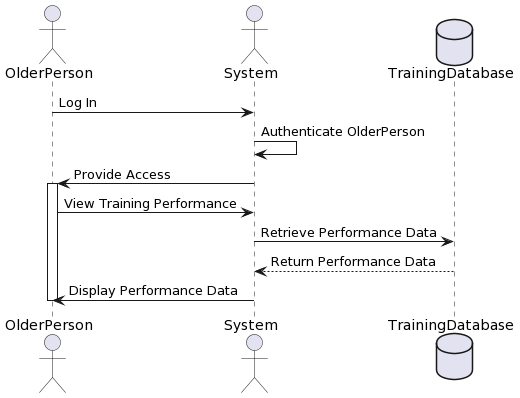 OlderPerson System TrainingDatabase
Log In
Authenticate OlderPerson
Provide Access
View Training Performance
Retrieve Performance Data
Return Performance Data
Display Performance Data
OlderPerson System TrainingDatabase